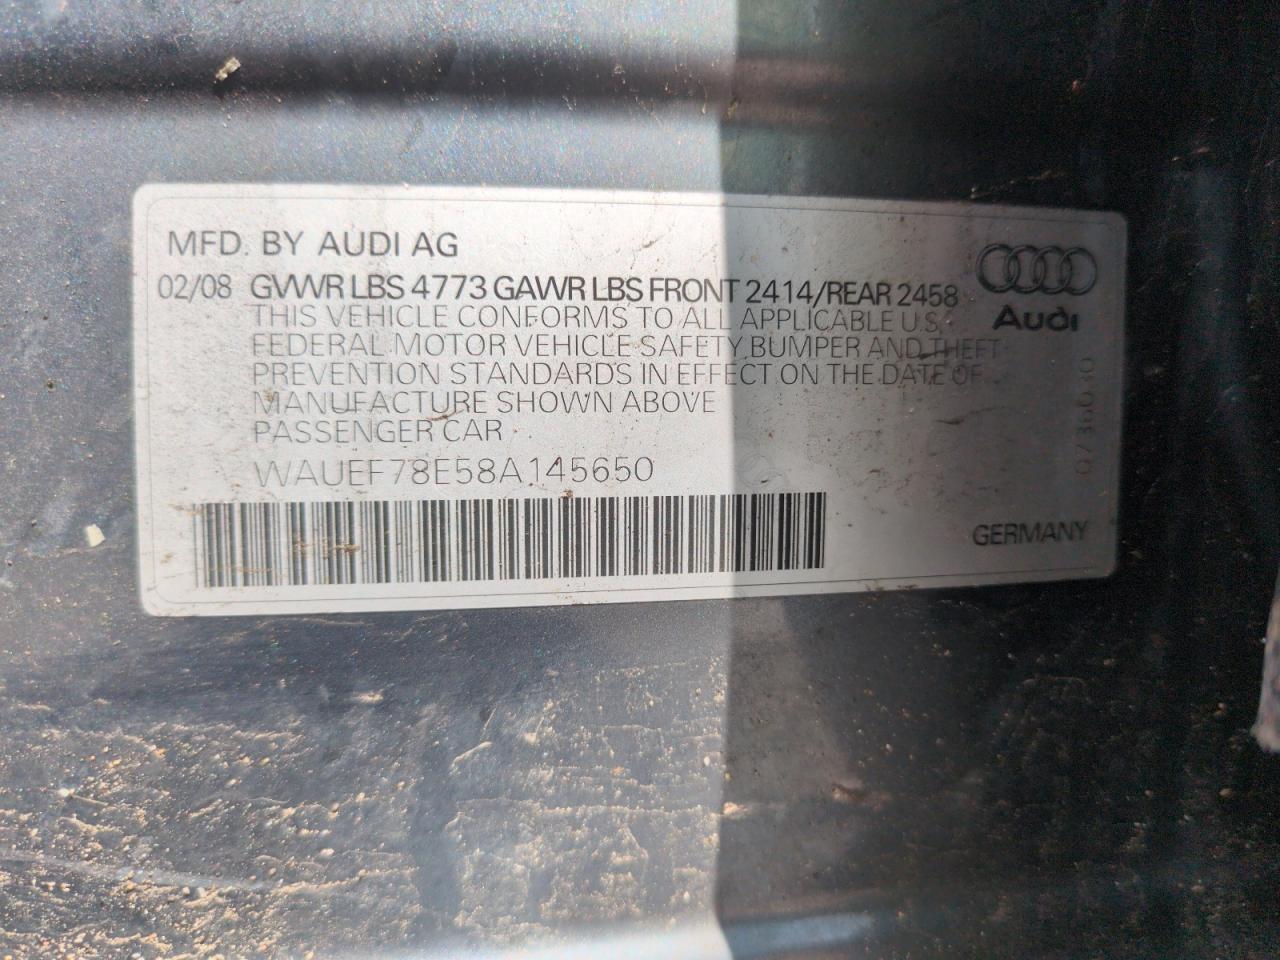 MFD. BY AUDI AG
02/08 GVWR LBS 4773 GAWR LBS FRONT 2414/REAR 2458
THIS VEHICLE CONFORMS TO ALL APPLICABLE U.S.
FEDERAL MOTOR VEHICLE SAFETY, BUMPER AND THEFT
PREVENTION STANDARDS IN EFFECT ON THE DATE OF
MANUFACTURE SHOWN ABOVE
PASSENGER CAR
WAUEF78E58A145650
Audi
GERMANY